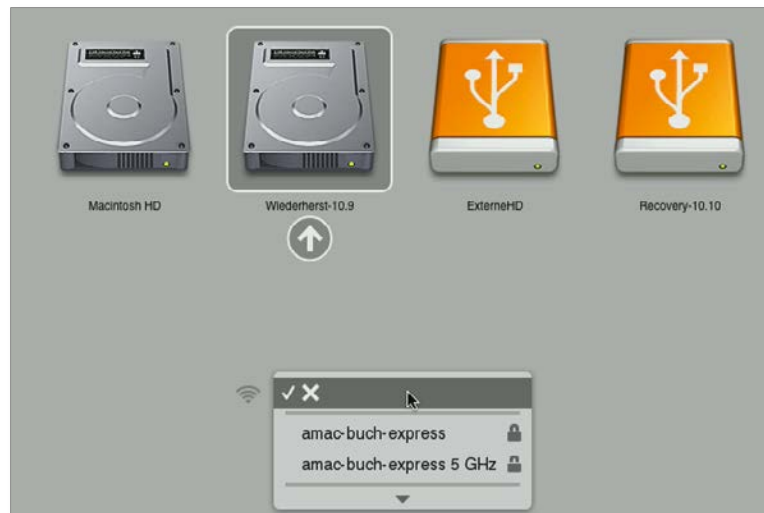 Macintosh HD
Wiederherst-10.9
ExterneHD
Recovery-10.10
amac-buch-express
amac-buch-express 5 GHz